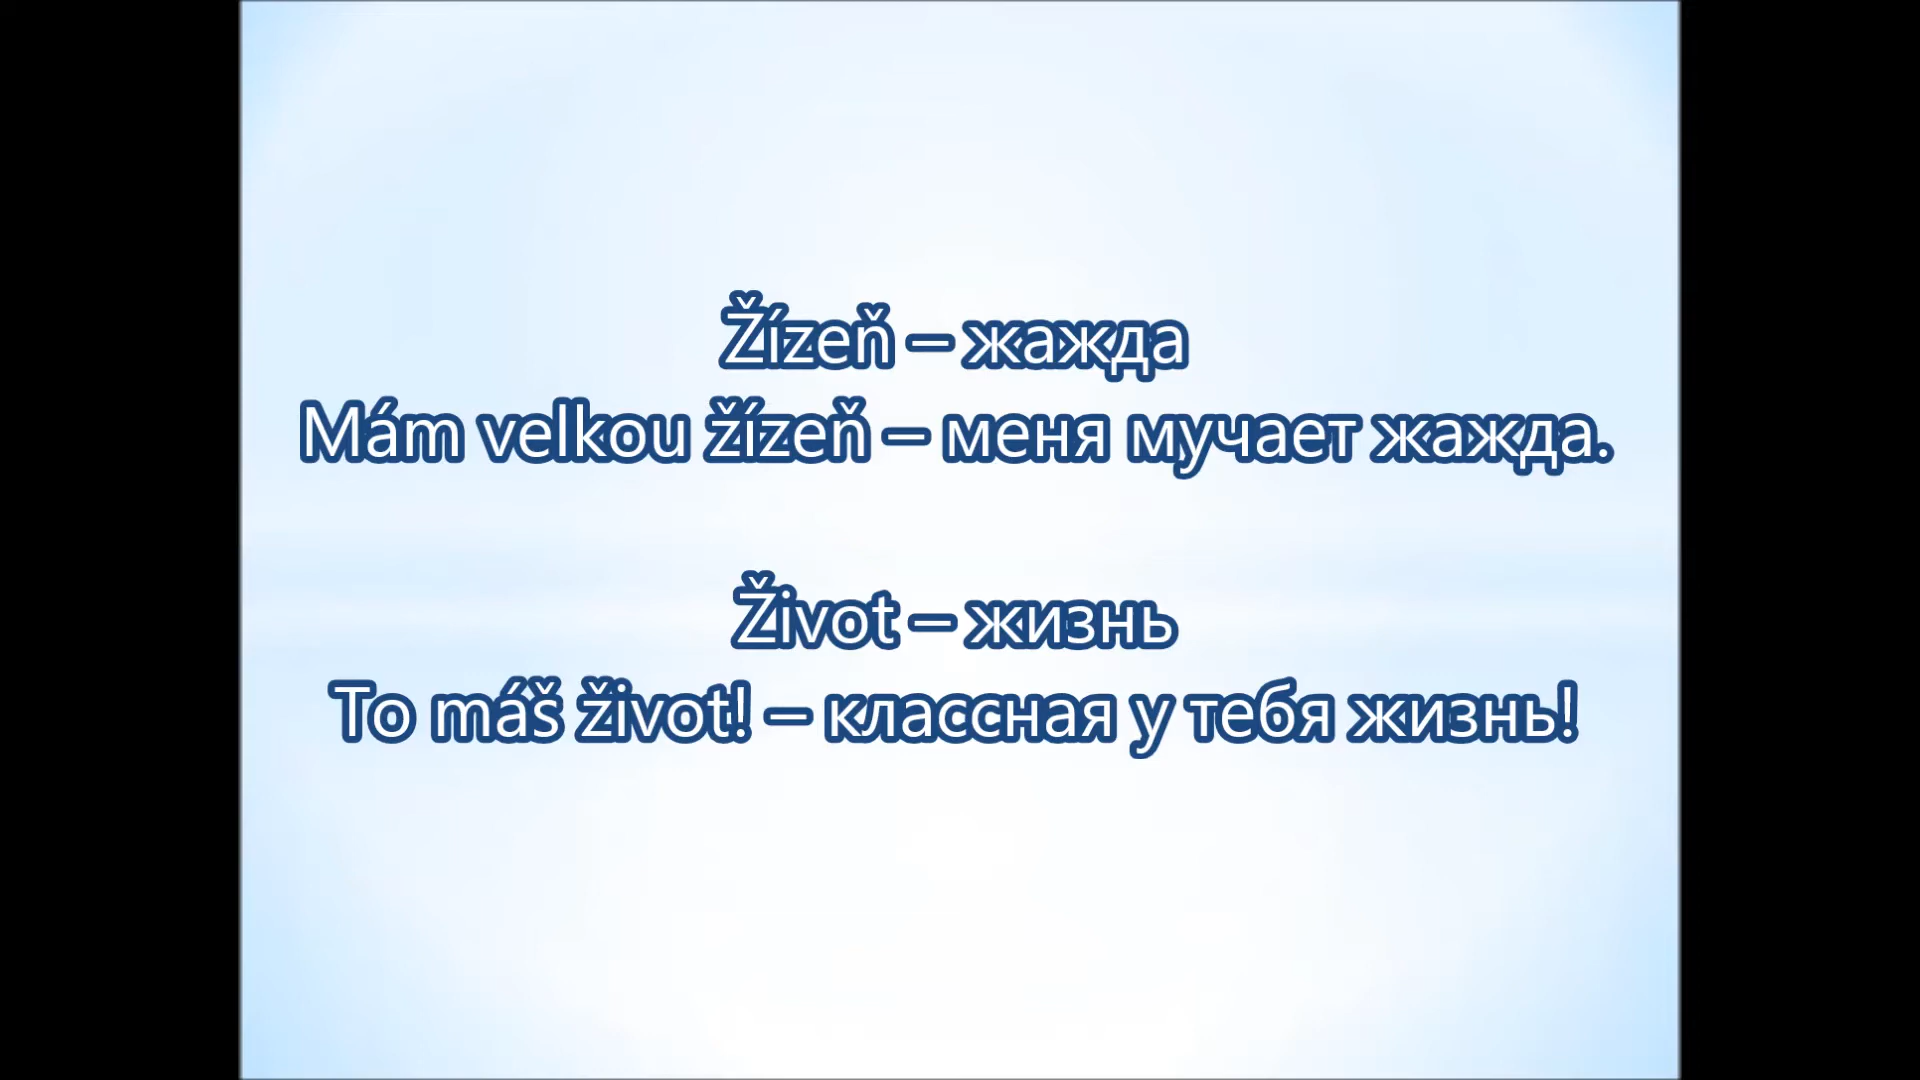 Žízeň – жажда
Mám velkou žízeň – меня мучает жажда.
Život – жизнь
To máš život! – классная у тебя жизнь!